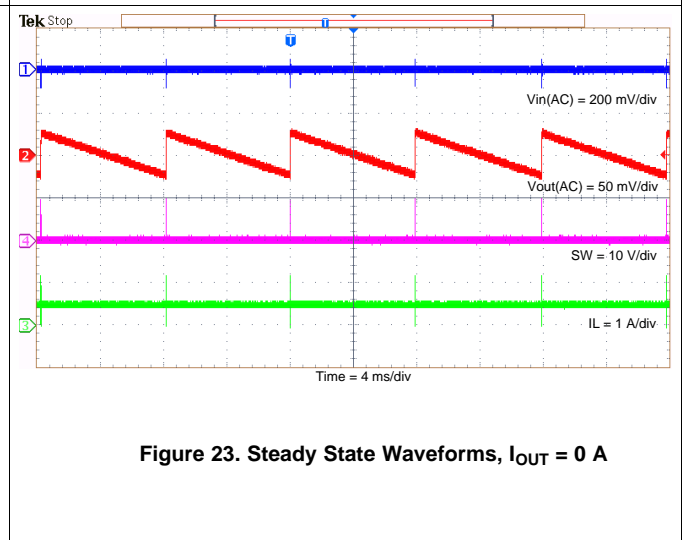 Tek Stop
T
T
1
Vin(AC) = 200 mV/div
2
Vout(AC) = 50 mV/div
4
SW = 10 V/div
3
IL = 1 A/div
Time = 4 ms/div
Figure 23. Steady State Waveforms, IOUT = 0 A